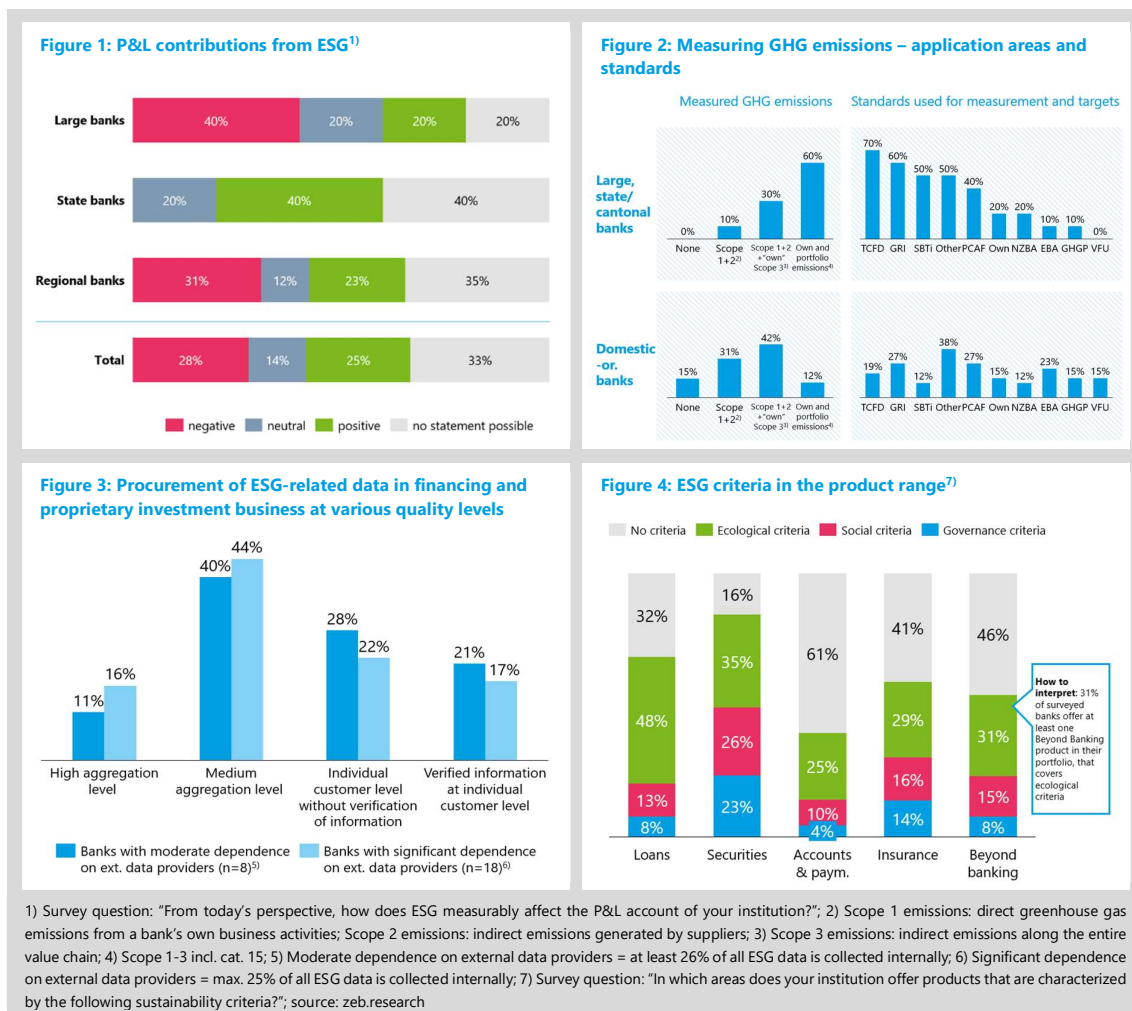 Figure 1: P&L contributions from ESG1)
Large banks
40%
20%
20%
20%
State banks
20%
40%
40%
Regional banks
31%
12%
23%
35%
Total
28%
14%
25%
33%
negative
neutral
positive
no statement possible
Figure 2: Measuring GHG emissions – application areas and
standards
Measured GHG emissions
Standards used for measurement and targets
Large,
state/
cantonal
banks
0%
10%
30%
60%
None
Scope
1+22)
Scope 1+2
+"own"
Scope 33)
Own and
portfolio
emissions4)
70%
60%
50%
50%
40%
20%
20%
10%
10%
0%
TCFD
GRI
SBTi
Other
PCAF
Own
NZBA
EBA
GHGP
VFU
Domestic
-or.
banks
15%
31%
42%
12%
None
Scope
1+22)
Scope 1+2
+"own"
Scope 33)
Own and
portfolio
emissions4)
19%
27%
12%
38%
27%
15%
12%
23%
15%
15%
TCFD
GRI
SBTi
Other
PCAF
Own
NZBA
EBA
GHGP
VFU
Figure 3: Procurement of ESG-related data in financing and
proprietary investment business at various quality levels
11%
16%
40%
44%
28%
22%
21%
17%
High aggregation
level
Medium
aggregation level
Individual
customer level
without verification
of information
Verified information
at individual
customer level
Banks with moderate dependence
on ext. data providers (n=8)5)
Banks with significant dependence
on ext. data providers (n=18)6)
Figure 4: ESG criteria in the product range7)
No criteria
Ecological criteria
Social criteria
Governance criteria
32%
48%
13%
8%
16%
35%
26%
23%
61%
25%
10%
4%
41%
29%
16%
14%
46%
31%
15%
8%
Loans
Securities
Accounts
& paym.
Insurance
Beyond
banking
How to
interpret: 31%
of surveyed
banks offer at
least one
Beyond Banking
product in their
portfolio, that
covers
ecological
criteria
1) Survey question: "From today's perspective, how does ESG measurably affect the P&L account of your institution?"; 2) Scope 1 emissions: direct greenhouse gas
emissions from a bank's own business activities; Scope 2 emissions: indirect emissions generated by suppliers; 3) Scope 3 emissions: indirect emissions along the entire
value chain; 4) Scope 1-3 incl. cat. 15; 5) Moderate dependence on external data providers = at least 26% of all ESG data is collected internally; 6) Significant dependence
on external data providers = max. 25% of all ESG data is collected internally; 7) Survey question: "In which areas does your institution offer products that are characterized
by the following sustainability criteria?"; source: zeb.research